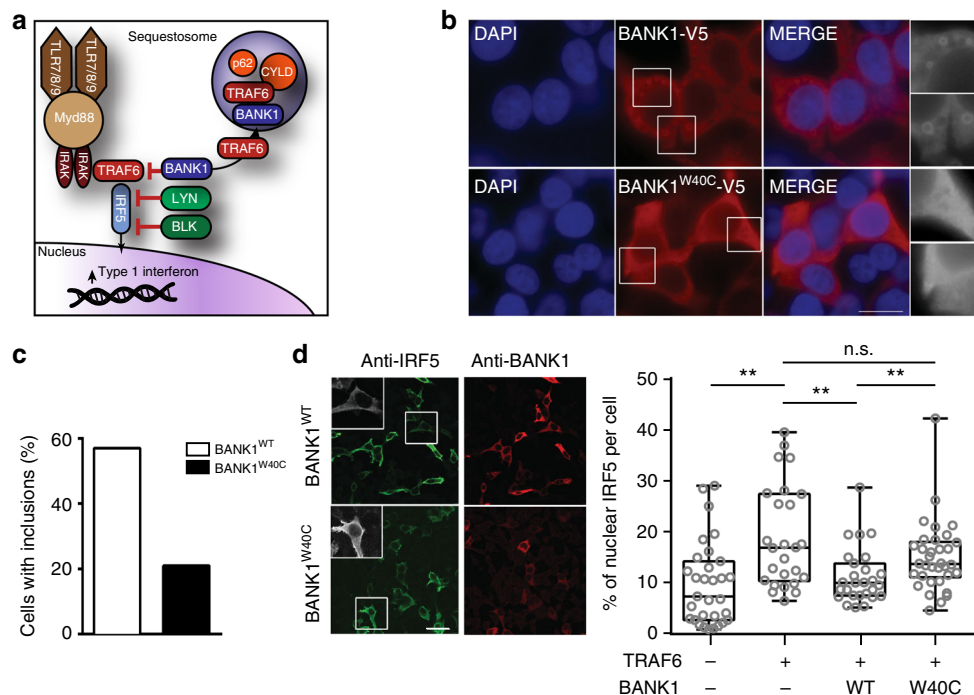 a
Sequestosome
TLR7/8/9
TLR7/8/9
Myd88
IRAK
IRAK
p62
CYLD
TRAF6
BANK1
TRAF6
TRAF6
BANK1
IRF5
LYN
BLK
Nucleus
Type 1 interferon
b
DAPI
BANK1-V5
MERGE
DAPI
BANK1W40C-V5
MERGE
c
Cells with inclusions (%)
60
40
20
0
BANK1WT
BANK1W40C
d
Anti-IRF5
Anti-BANK1
BANK1WT
BANK1W40C
% of nuclear IRF5 per cell
50
40
30
20
10
0
n.s.
**
**
**
TRAF6 – + + +
BANK1 – – WT W40C